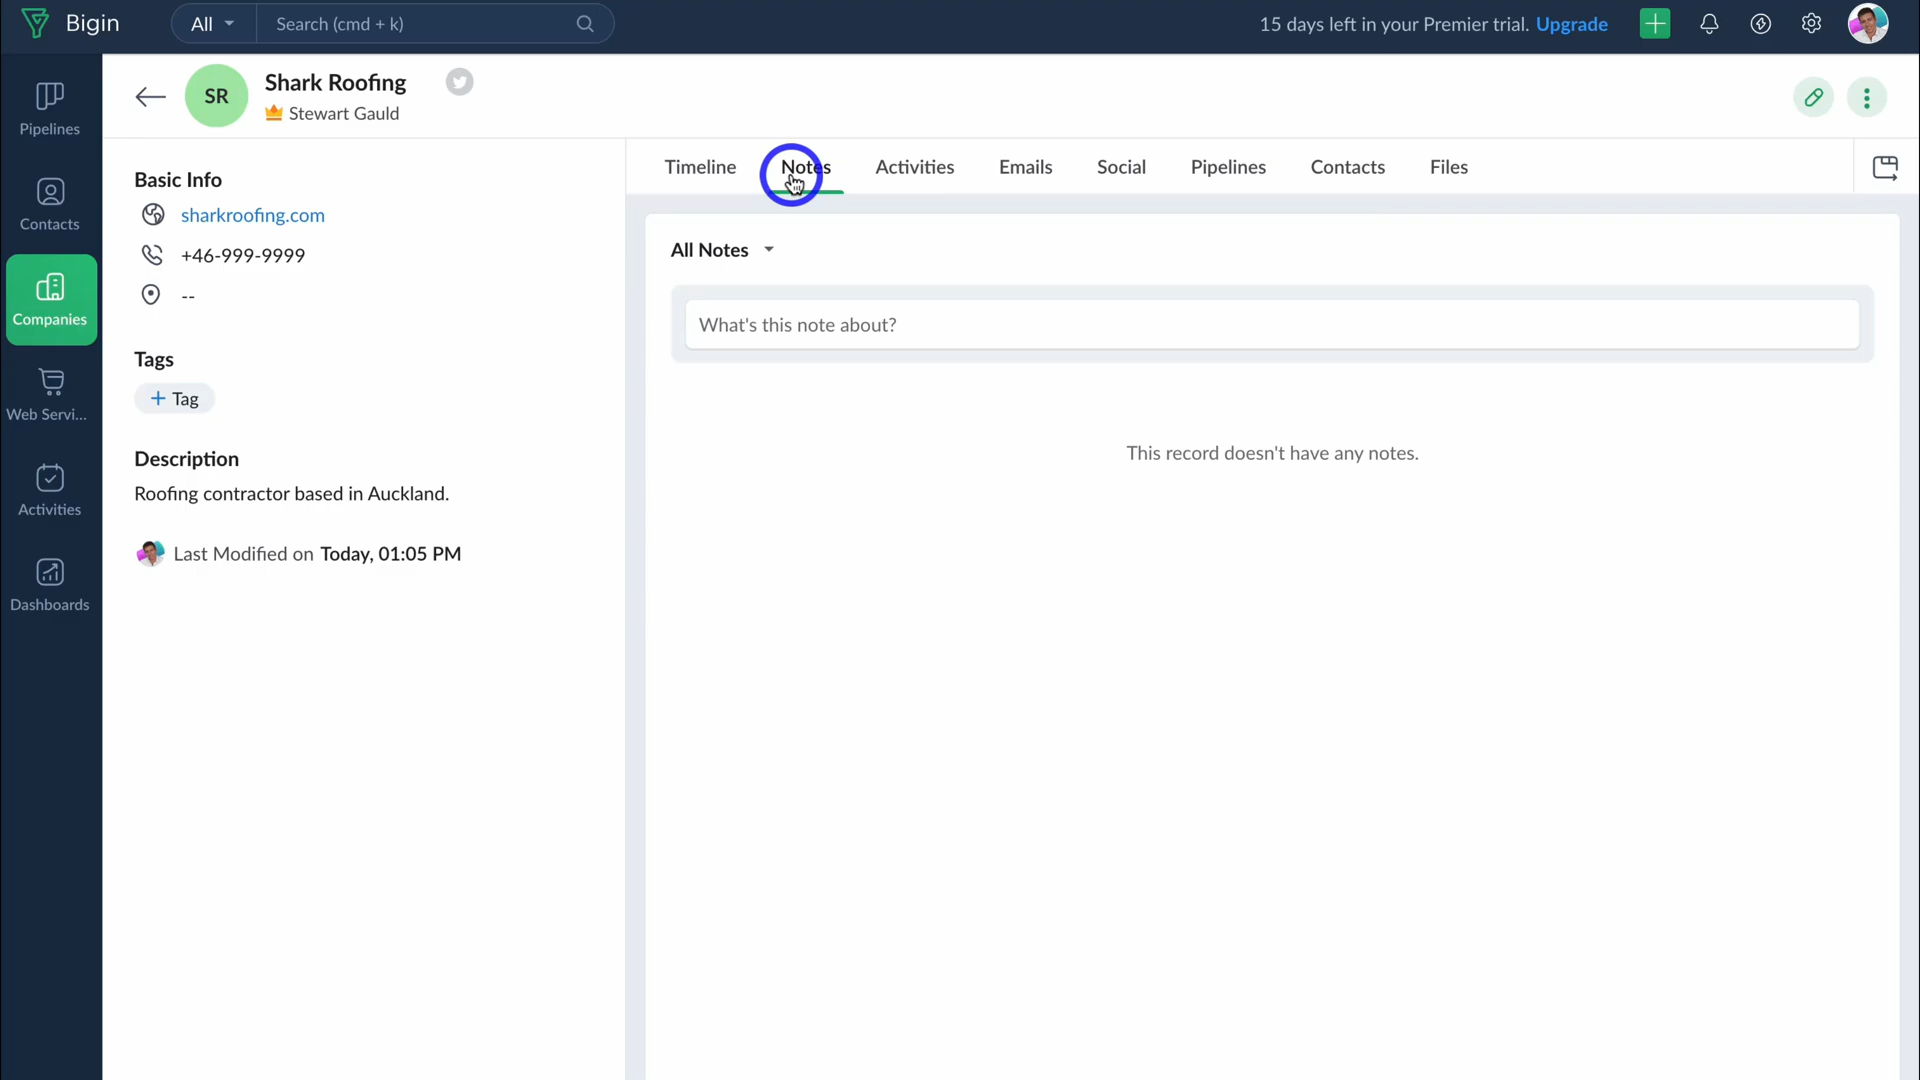 Bigin
All
Search (cmd + k)
15 days left in your Premier trial. Upgrade
Pipelines
Contacts
Companies
Web Servi...
Activities
Dashboards
SR
Shark Roofing
Stewart Gauld
Basic Info
sharkroofing.com
+46-999-9999
--
Tags
+ Tag
Description
Roofing contractor based in Auckland.
Last Modified on Today, 01:05 PM
Timeline
Notes
Activities
Emails
Social
Pipelines
Contacts
Files
All Notes
What's this note about?
This record doesn't have any notes.